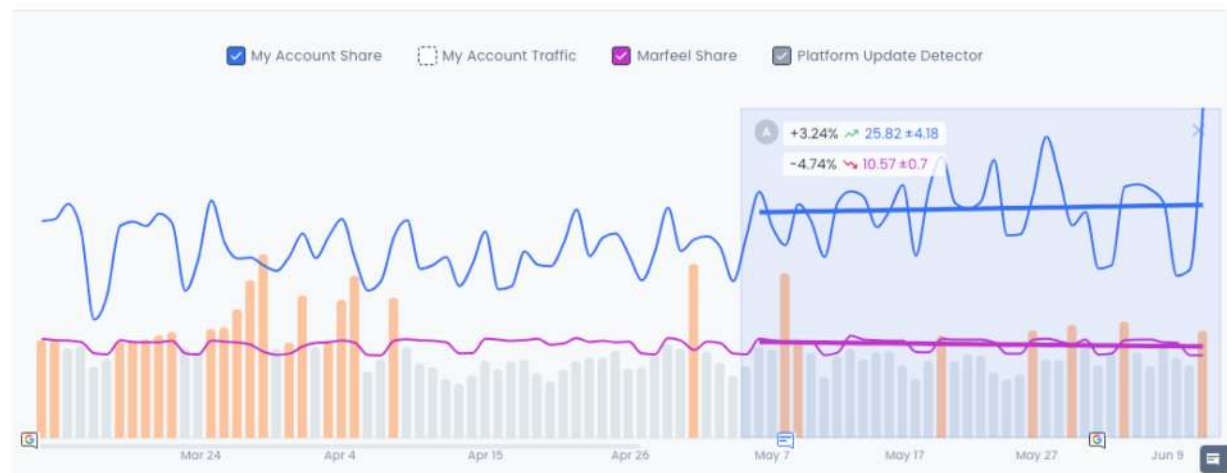 My Account Share My Account Traffic Marfeel Share Platform Update Detector
A +3.24% 25.82 ±4.18
-4.74% 10.57 ±0.7
Mar 24 Apr 4 Apr 15 Apr 26 May 7 May 17 May 27 Jun 9